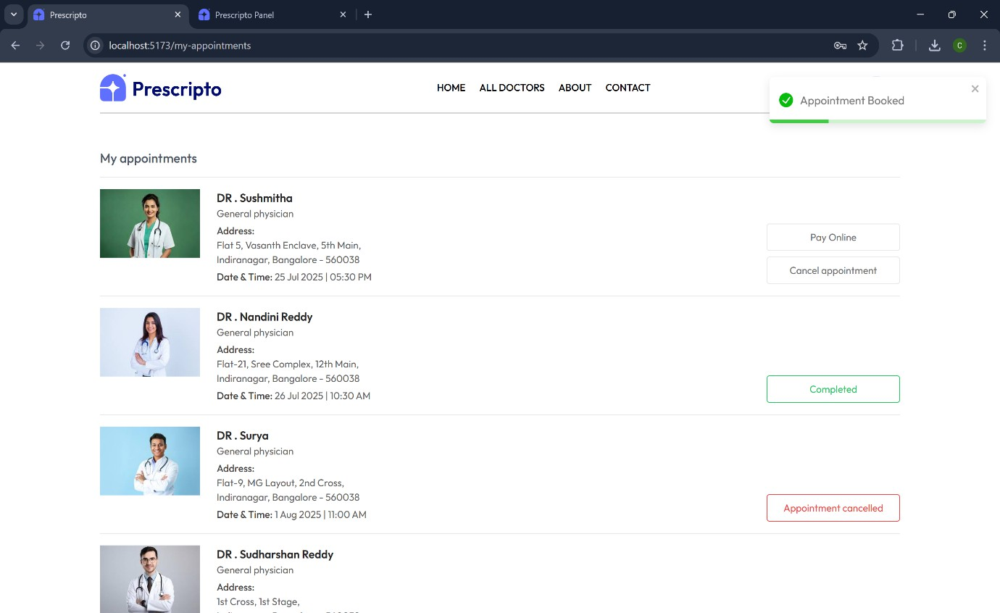 Prescripto
Prescripto Panel
localhost:5173/my-appointments
C
Prescripto
HOME
ALL DOCTORS
ABOUT
CONTACT
Appointment Booked
My appointments
DR . Sushmitha
General physician
Address:
Flat 5, Vasanth Enclave, 5th Main,
Indiranagar, Bangalore - 560038
Date & Time: 25 Jul 2025 | 05:30 PM
Pay Online
Cancel appointment
DR . Nandini Reddy
General physician
Address:
Flat-21, Sree Complex, 12th Main,
Indiranagar, Bangalore - 560038
Date & Time: 26 Jul 2025 | 10:30 AM
Completed
DR . Surya
General physician
Address:
Flat-9, MG Layout, 2nd Cross,
Indiranagar, Bangalore - 560038
Date & Time: 1 Aug 2025 | 11:00 AM
Appointment cancelled
DR . Sudharshan Reddy
General physician
Address:
1st Cross, 1st Stage,